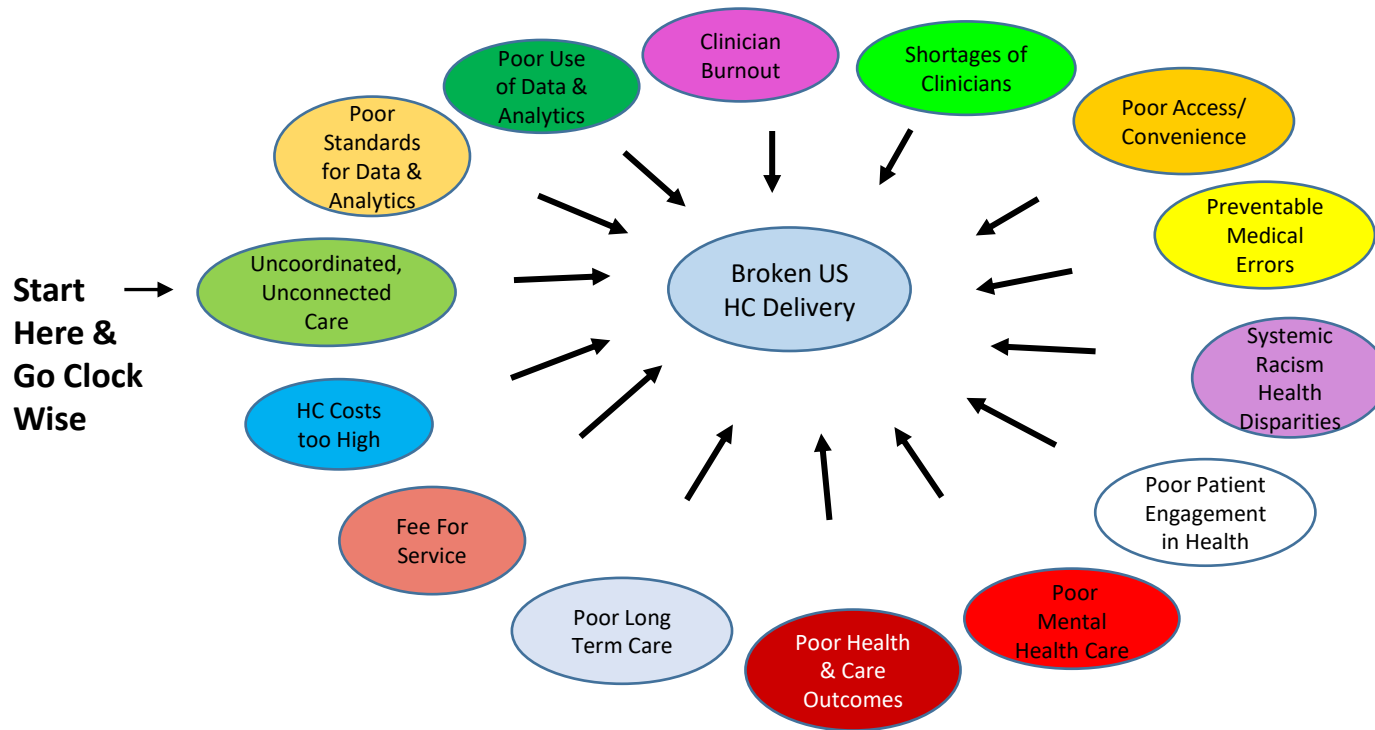 Start
Here &
Go Clock
Wise
Uncoordinated,
Unconnected
Care
Poor
Standards
for Data &
Analytics
Poor Use
of Data &
Analytics
Clinician
Burnout
Shortages of
Clinicians
Poor Access/
Convenience
Preventable
Medical
Errors
Systemic
Racism
Health
Disparities
Poor Patient
Engagement
in Health
Poor
Mental
Health Care
Poor Health
& Care
Outcomes
Poor Long
Term Care
Fee For
Service
HC Costs
too High
Broken US
HC Delivery